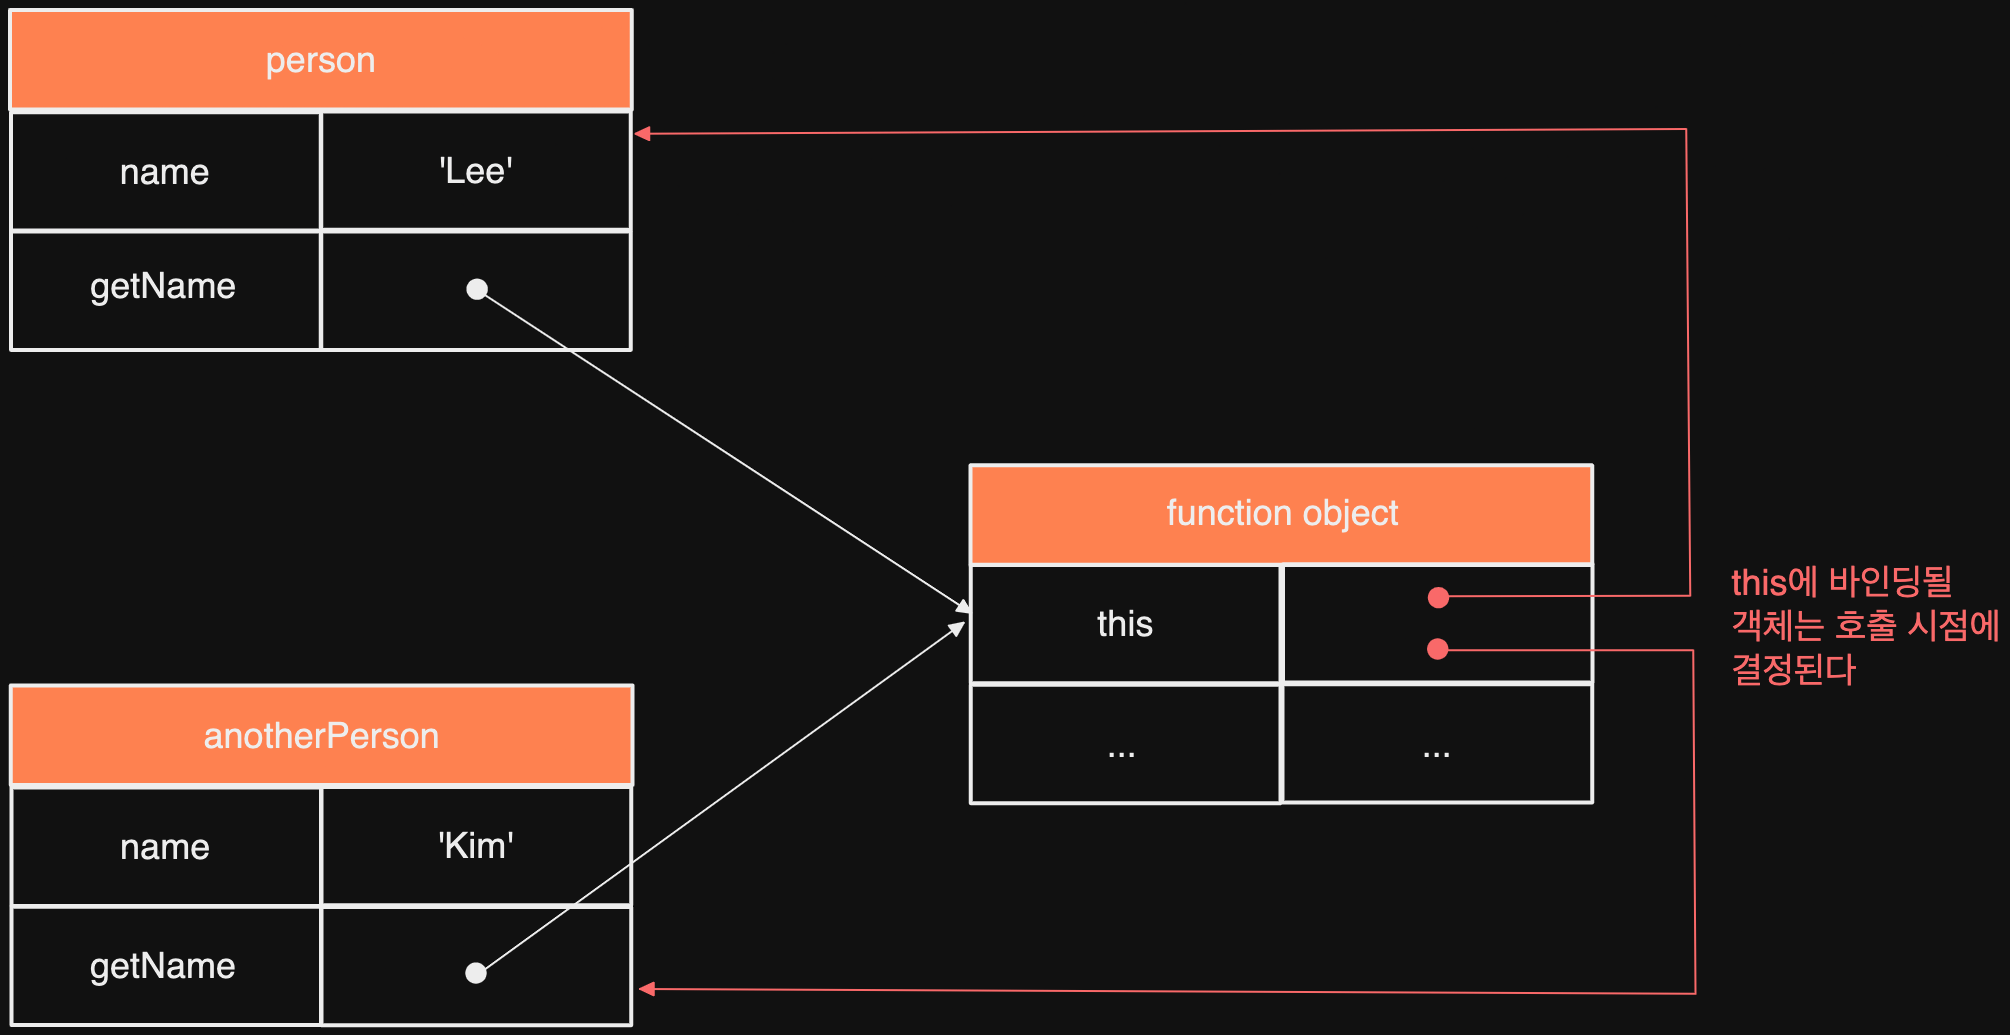 person
name
'Lee'
getName
function object
this
this에 바인딩될
객체는 호출 시점에
결정된다
...
...
anotherPerson
name
'Kim'
getName